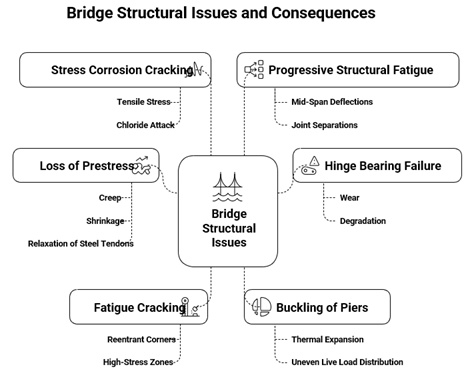 Bridge Structural Issues and Consequences
Stress Corrosion Cracking
Tensile Stress
Chloride Attack
Progressive Structural Fatigue
Mid-Span Deflections
Joint Separations
Loss of Prestress
Creep
Shrinkage
Relaxation of Steel Tendons
Bridge
Structural
Issues
Hinge Bearing Failure
Wear
Degradation
Fatigue Cracking
Reentrant Corners
High-Stress Zones
Buckling of Piers
Thermal Expansion
Uneven Live Load Distribution